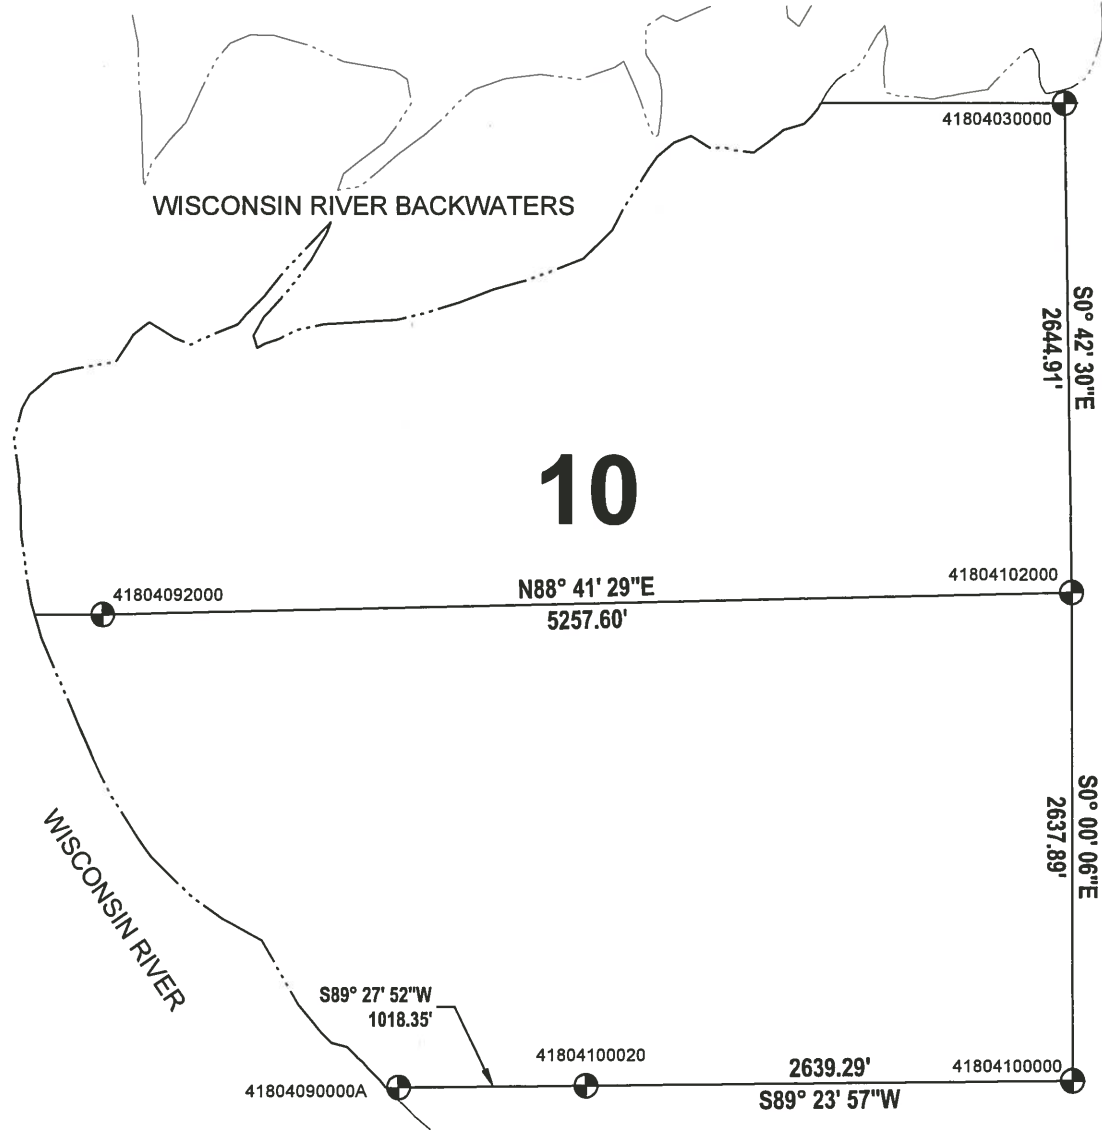 41804030000
WISCONSIN RIVER BACKWATERS
S0° 42' 30"E
2644.91'
10
41804092000
N88° 41' 29"E
5257.60'
41804102000
S0° 00' 06"E
2637.89'
WISCONSIN RIVER
S89° 27' 52"W
1018.35'
41804090000A
41804100020
2639.29'
S89° 23' 57"W
41804100000